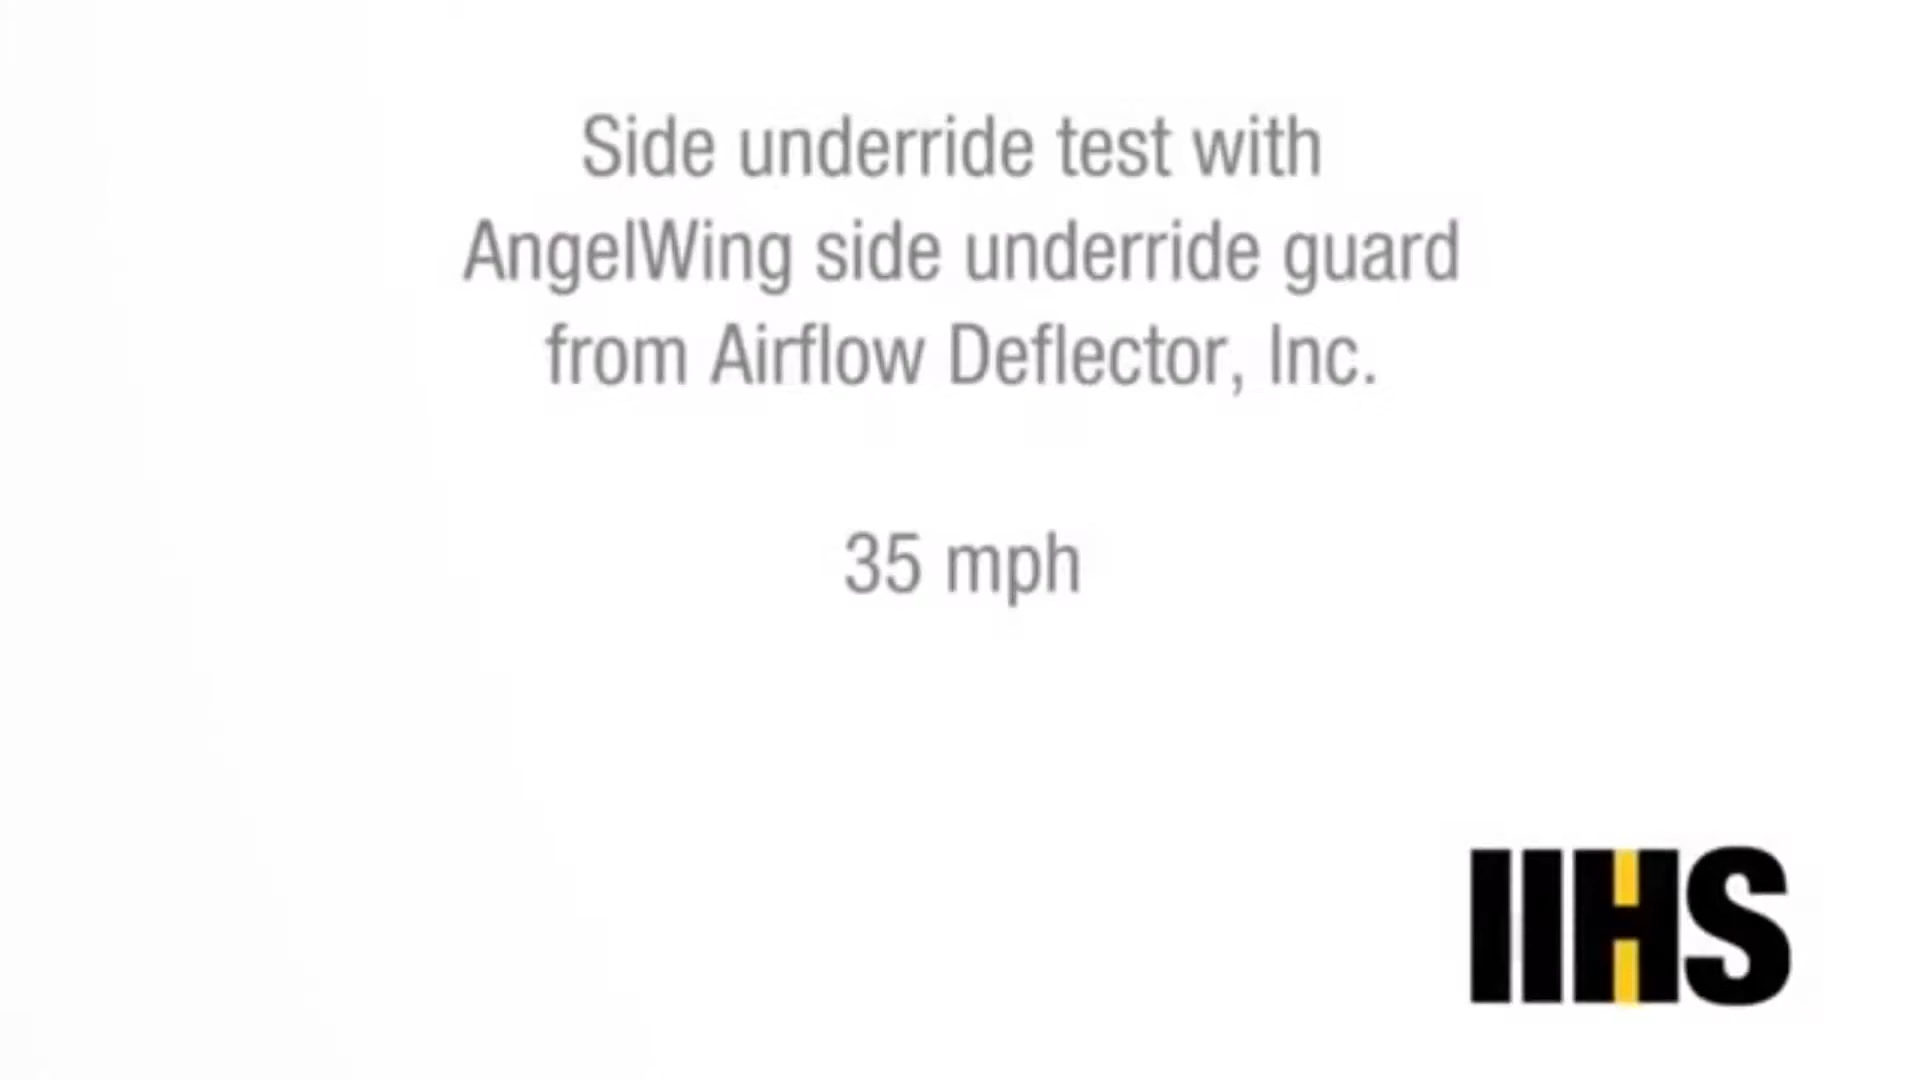 Side underride test with
AngelWing side underride guard
from Airflow Deflector, Inc.
35 mph
IIHS